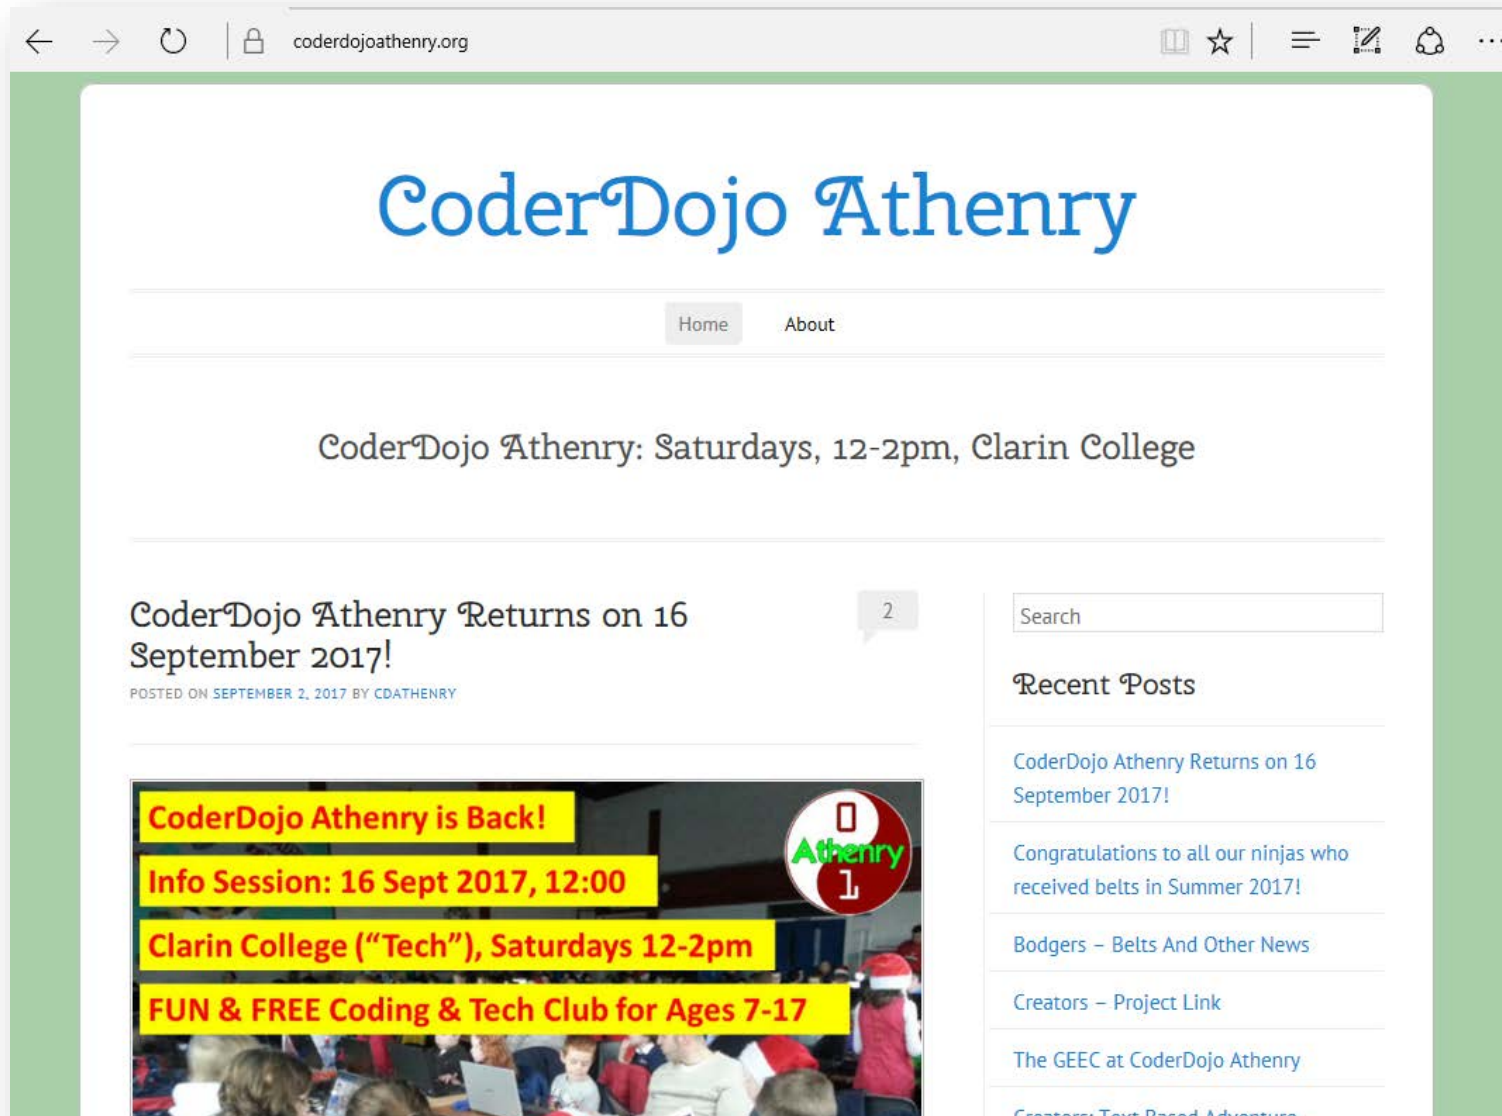 coderdojoathenry.org
CoderDojo Athenry
Home
About
CoderDojo Athenry: Saturdays, 12-2pm, Clarin College
CoderDojo Athenry Returns on 16
September 2017!
2
POSTED ON SEPTEMBER 2, 2017 BY CDATHENRY
CoderDojo Athenry is Back!
Info Session: 16 Sept 2017, 12:00
Clarin College (“Tech”), Saturdays 12-2pm
FUN & FREE Coding & Tech Club for Ages 7-17
0
Athenry
1
Search
Recent Posts
CoderDojo Athenry Returns on 16
September 2017!
Congratulations to all our ninjas who
received belts in Summer 2017!
Bodgers – Belts And Other News
Creators – Project Link
The GEEC at CoderDojo Athenry
Creators: Text Based Adventure